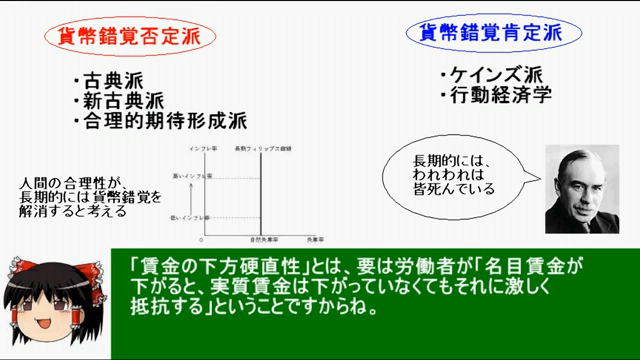 貨幣錯覚否定派
・古典派
・新古典派
・合理的期待形成派
貨幣錯覚肯定派
・ケインズ派
・行動経済学
人間の合理性が、
長期的には貨幣錯覚を
解消すると考える
インフレ率
長期フィリップス曲線
高いインフレ率
低いインフレ率
0
自然失業率
失業率
長期的には、
われわれは
皆死んでいる
「賃金の下方硬直性」とは、要は労働者が「名目賃金が
下がると、実質賃金は下がっていなくてもそれに激しく
抵抗する」ということですからね。